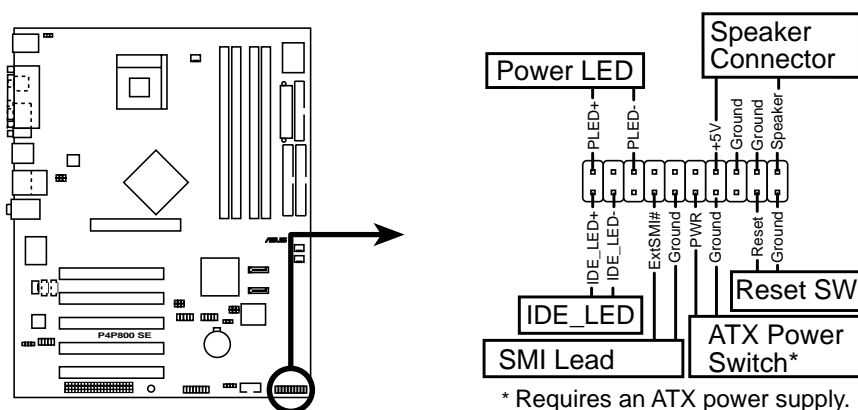 Speaker
Connector
Power LED
PLED+
PLED-
+5V
Ground
Ground
Speaker
IDE_LED+
IDE_LED-
ExtSMI#
Ground
PWR
Ground
Reset
Ground
Reset SW
IDE_LED
ATX Power
Switch*
SMI Lead
* Requires an ATX power supply.
/ISUS
P4P800 SE